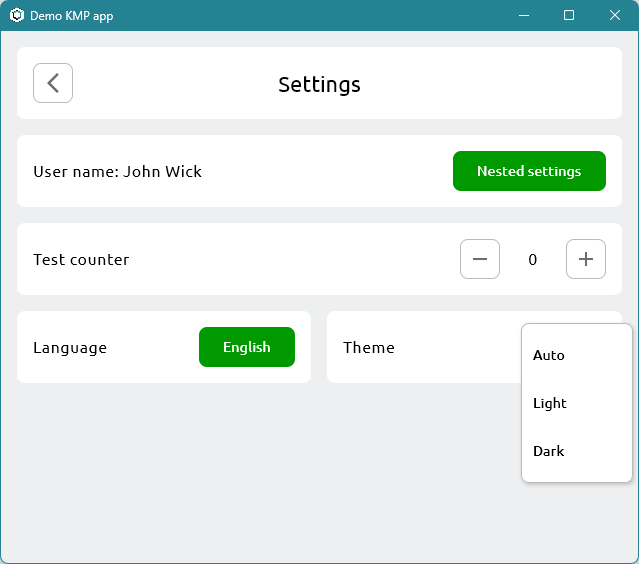 Demo KMP app
Settings
User name: John Wick
Nested settings
Test counter
0
Language
English
Theme
Auto
Light
Dark